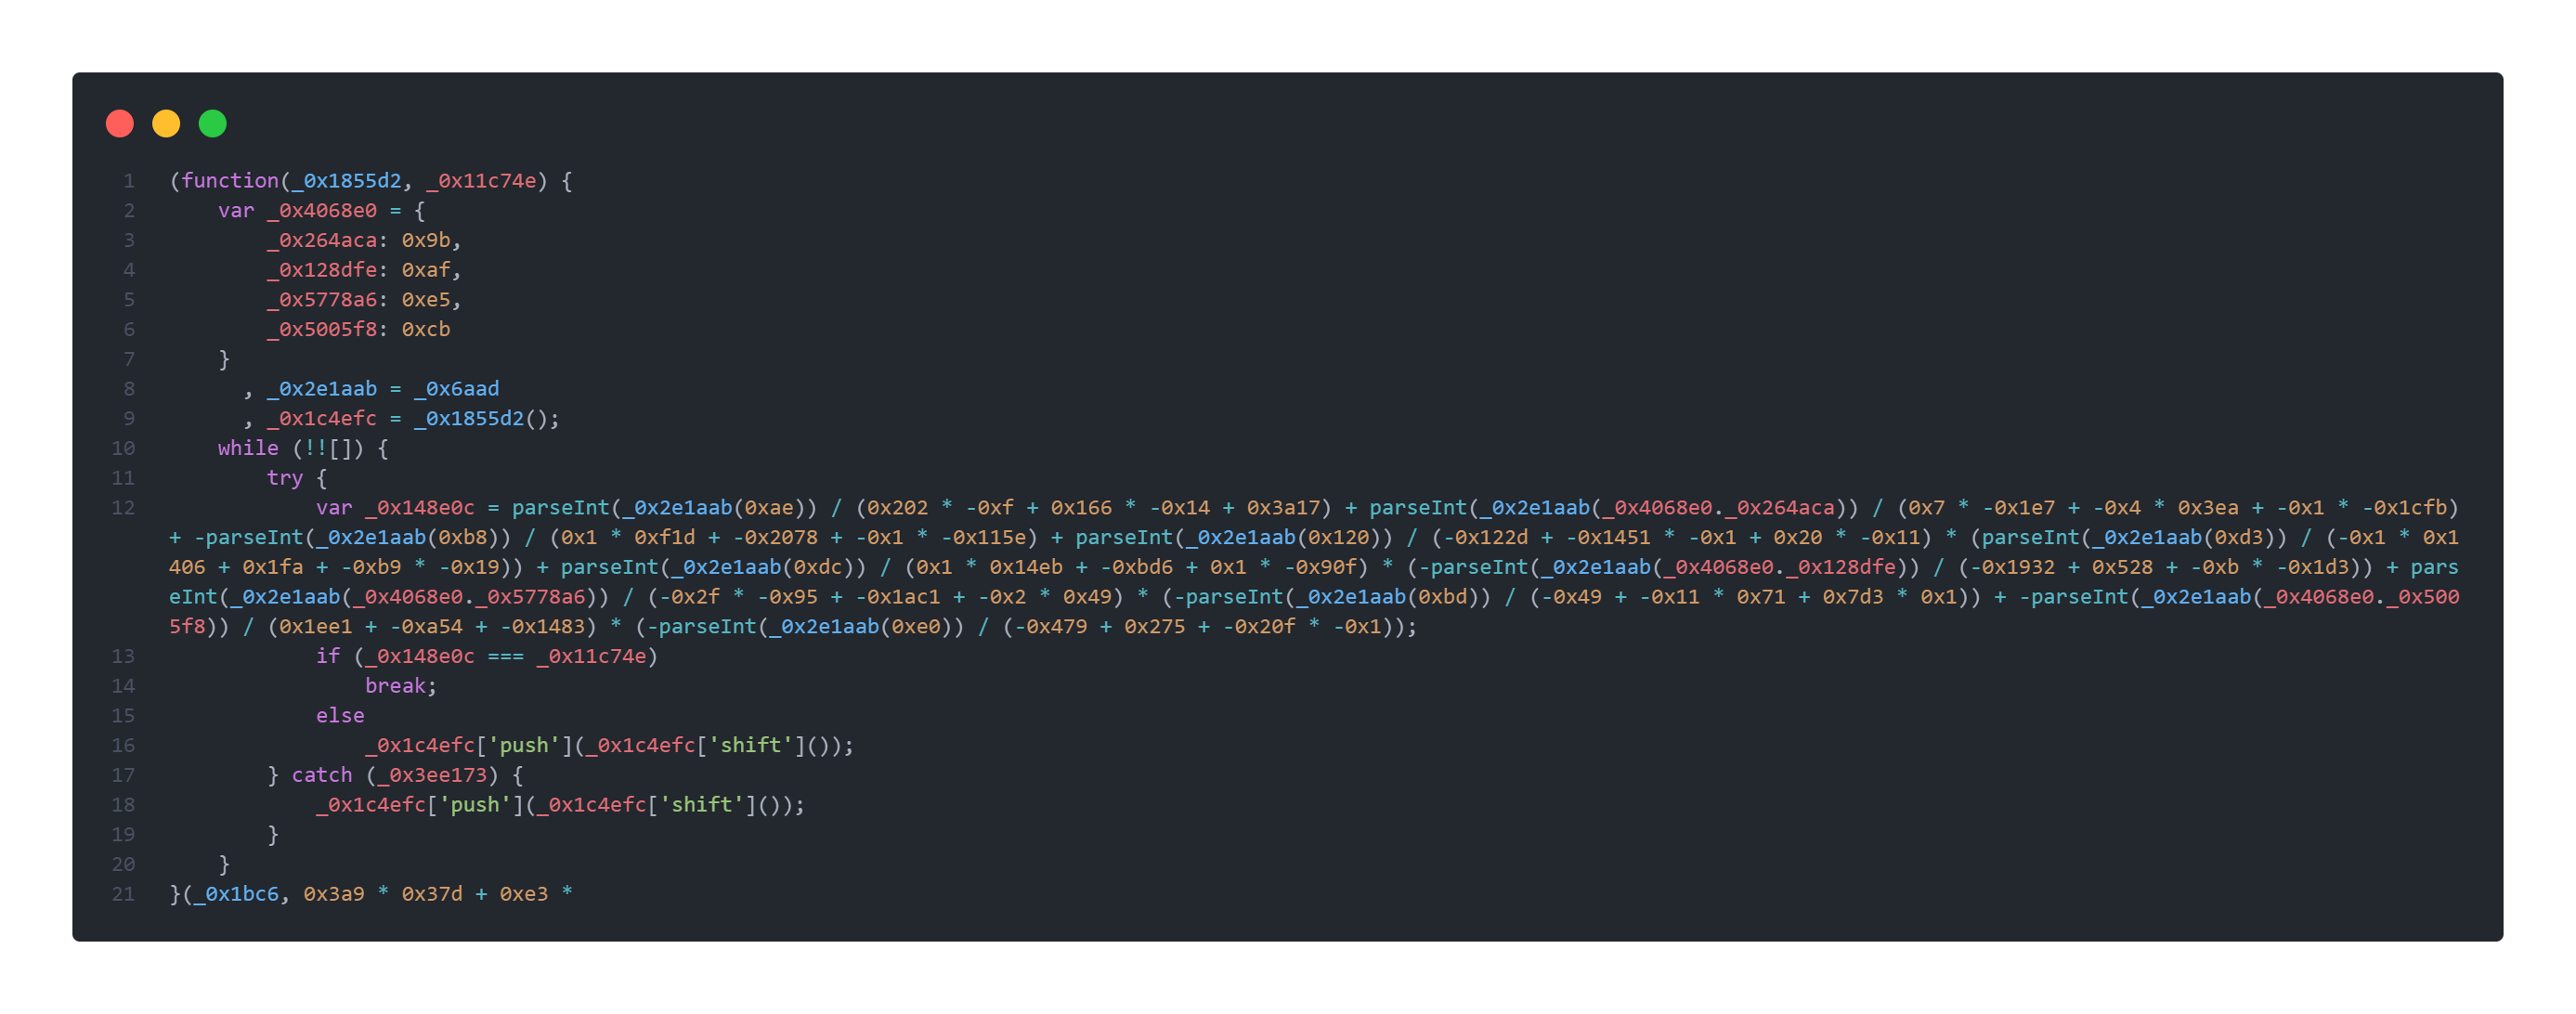 1 (function(_0x1855d2, _0x11c74e) {
2 var _0x4068e0 = {
3 _0x264aca: 0x9b,
4 _0x128dfe: 0xaf,
5 _0x5778a6: 0xe5,
6 _0x5005f8: 0xcb
7 }
8 , _0x2e1aab = _0x6aad
9 , _0x1c4efc = _0x1855d2();
10 while (!![]) {
11 try {
12 var _0x148e0c = parseInt(_0x2e1aab(0xae)) / (0x202 * -0xf + 0x166 * -0x14 + 0x3a17) + parseInt(_0x2e1aab(_0x4068e0._0x264aca)) / (0x7 * -0x1e7 + -0x4 * 0x3ea + -0x1 * -0x1cfb)
+ -parseInt(_0x2e1aab(0xb8)) / (0x1 * 0xf1d + -0x2078 + -0x1 * -0x115e) + parseInt(_0x2e1aab(0x120)) / (-0x122d + -0x1451 * -0x1 + 0x20 * -0x11) * (parseInt(_0x2e1aab(0xd3)) / (-0x1 * 0x1
406 + 0x1fa + -0xb9 * -0x19)) + parseInt(_0x2e1aab(0xdc)) / (0x1 * 0x14eb + -0xbd6 + 0x1 * -0x90f) * (-parseInt(_0x2e1aab(_0x4068e0._0x128dfe)) / (-0x1932 + 0x528 + -0xb * -0x1d3)) + pars
eInt(_0x2e1aab(_0x4068e0._0x5778a6)) / (-0x2f * -0x95 + -0x1ac1 + -0x2 * 0x49) * (-parseInt(_0x2e1aab(0xbd)) / (-0x49 + -0x11 * 0x71 + 0x7d3 * 0x1)) + -parseInt(_0x2e1aab(_0x4068e0._0x500
5f8)) / (0x1ee1 + -0xa54 + -0x1483) * (-parseInt(_0x2e1aab(0xe0)) / (-0x479 + 0x275 + -0x20f * -0x1));
13 if (_0x148e0c === _0x11c74e)
14 break;
15 else
16 _0x1c4efc['push'](_0x1c4efc['shift']());
17 } catch (_0x3ee173) {
18 _0x1c4efc['push'](_0x1c4efc['shift']());
19 }
20 }
21 }(_0x1bc6, 0x3a9 * 0x37d + 0xe3 *